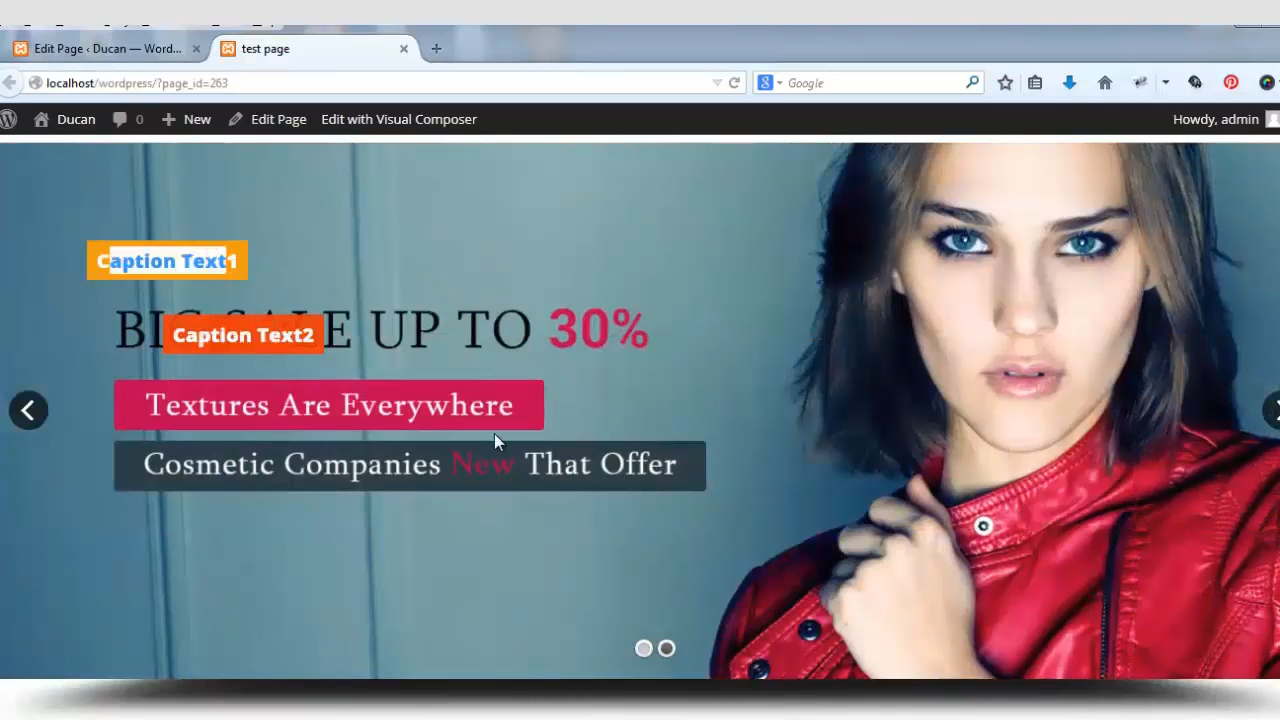 Edit Page ‹ Ducan — Word...
test page
localhost/wordpress/?page_id=263
Google
Ducan 0 New Edit Page Edit with Visual Composer Howdy, admin
Caption Text1
BIG SALE UP TO 30%
Caption Text2
Textures Are Everywhere
Cosmetic Companies New That Offer